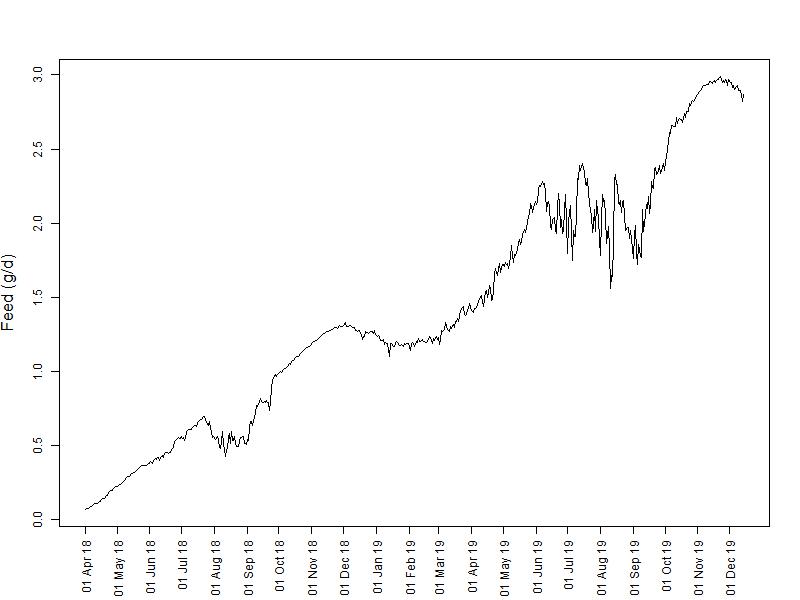 Feed (g/d)
3.0
2.5
2.0
1.5
1.0
0.5
0.0
01 Apr 18
01 May 18
01 Jun 18
01 Jul 18
01 Aug 18
01 Sep 18
01 Oct 18
01 Nov 18
01 Dec 18
01 Jan 19
01 Feb 19
01 Mar 19
01 Apr 19
01 May 19
01 Jun 19
01 Jul 19
01 Aug 19
01 Sep 19
01 Oct 19
01 Nov 19
01 Dec 19